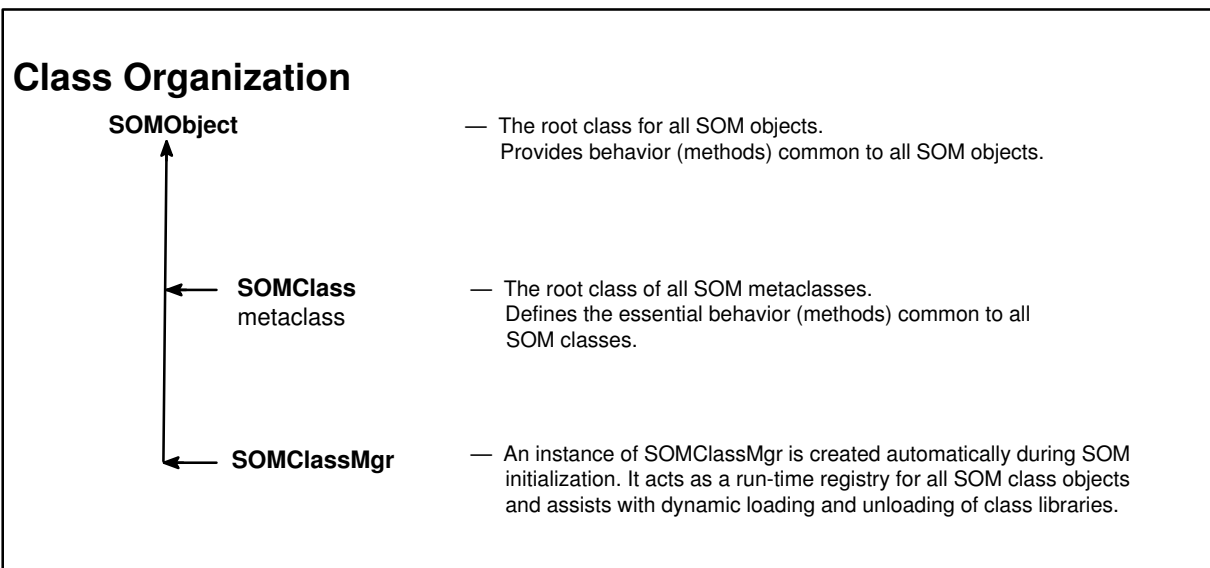 Class Organization
SOMObject
— The root class for all SOM objects.
Provides behavior (methods) common to all SOM objects.
SOMClass
metaclass
— The root class of all SOM metaclasses.
Defines the essential behavior (methods) common to all
SOM classes.
SOMClassMgr
— An instance of SOMClassMgr is created automatically during SOM
initialization. It acts as a run-time registry for all SOM class objects
and assists with dynamic loading and unloading of class libraries.